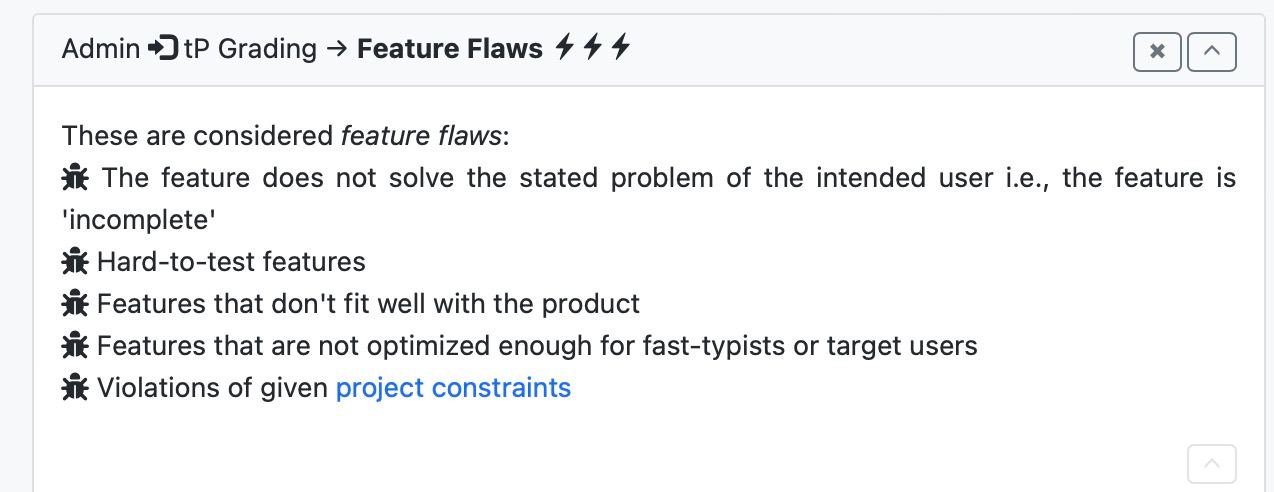 Admin tP Grading → Feature Flaws
These are considered feature flaws:
The feature does not solve the stated problem of the intended user i.e., the feature is
'incomplete'
Hard-to-test features
Features that don't fit well with the product
Features that are not optimized enough for fast-typists or target users
Violations of given project constraints